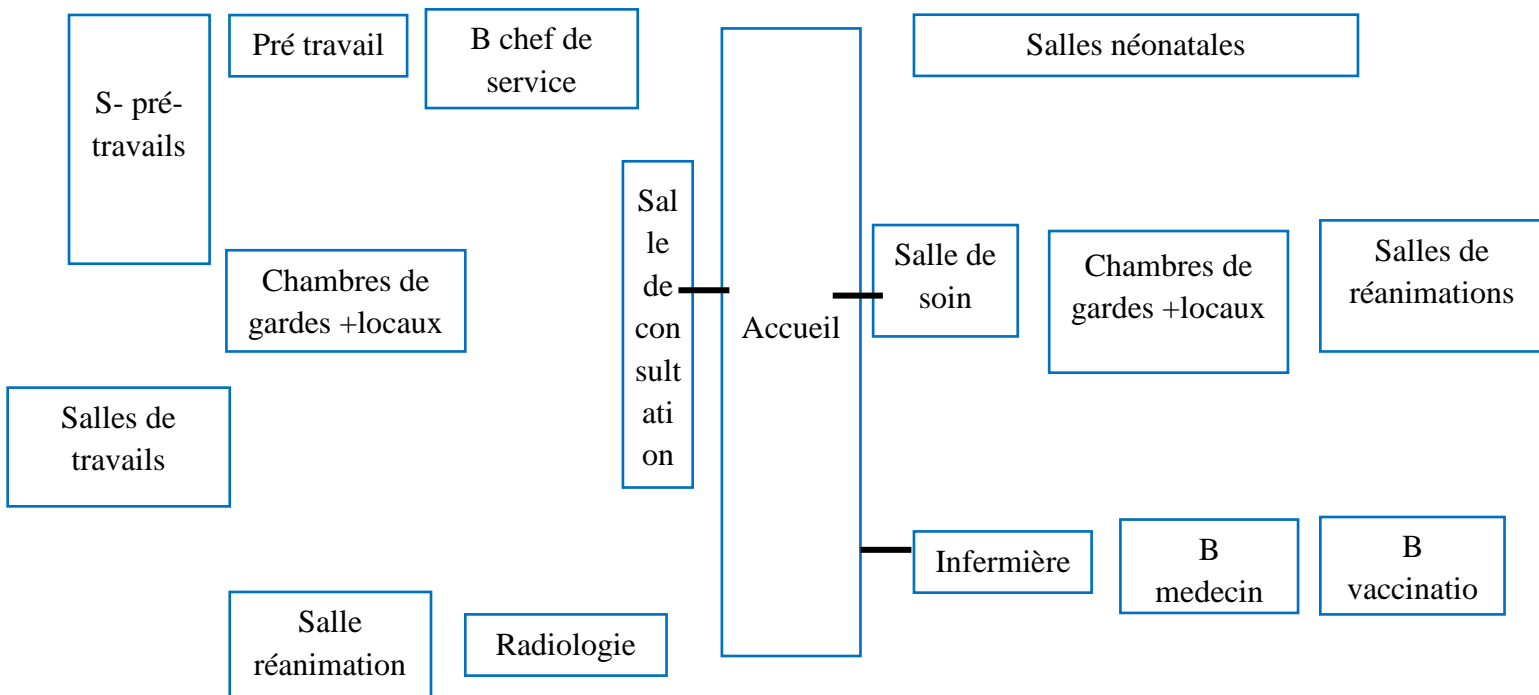 Pré travail
B chef de
service
Salles néonatales
S- pré-
travails
Sal
le
de
con
sult
ati
on
Accueil
Salle de
soin
Chambres de
gardes +locaux
Salles de
réanimations
Chambres de
gardes +locaux
Salles de
travails
Infermière
B
medecin
B
vaccinatio
Salle
réanimation
Radiologie